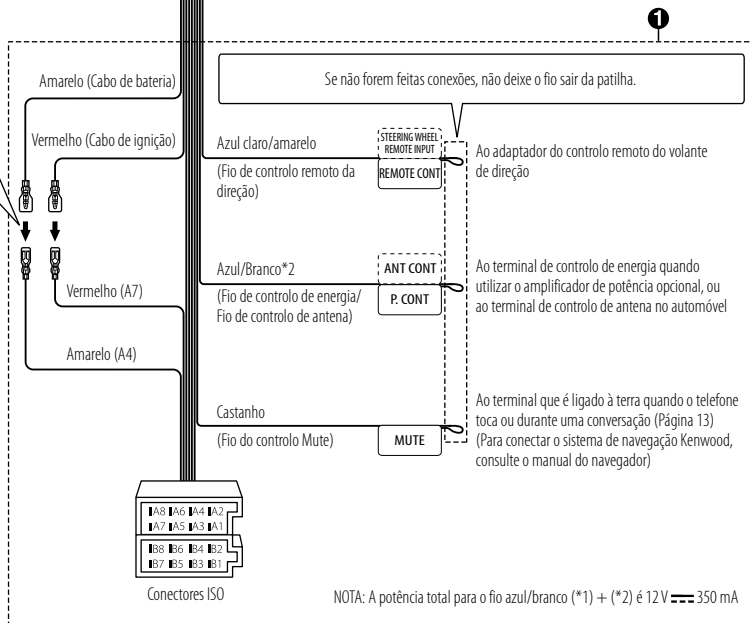 ❶
Se não forem feitas conexões, não deixe o fio sair da patilha.
Amarelo (Cabo de bateria)
Vermelho (Cabo de ignição)
Vermelho (A7)
Amarelo (A4)
Azul claro/amarelo
(Fio de controlo remoto da
direção)
STEERING WHEEL
REMOTE INPUT
REMOTE CONT
Ao adaptador do controlo remoto do volante
de direção
Azul/Branco*2
(Fio de controlo de energia/
Fio de controlo de antena)
ANT CONT
P. CONT
Ao terminal de controlo de energia quando
utilizar o amplificador de potência opcional, ou
ao terminal de controlo de antena no automóvel
Castanho
(Fio do controlo Mute)
MUTE
Ao terminal que é ligado à terra quando o telefone
toca ou durante uma conversação (Página 13)
(Para conectar o sistema de navegação Kenwood,
consulte o manual do navegador)
A8 A6 A4 A2
A7 A5 A3 A1
B8 B6 B4 B2
B7 B5 B3 B1
Conectores ISO
NOTA: A potência total para o fio azul/branco (*1) + (*2) é 12 V ⎓ 350 mA